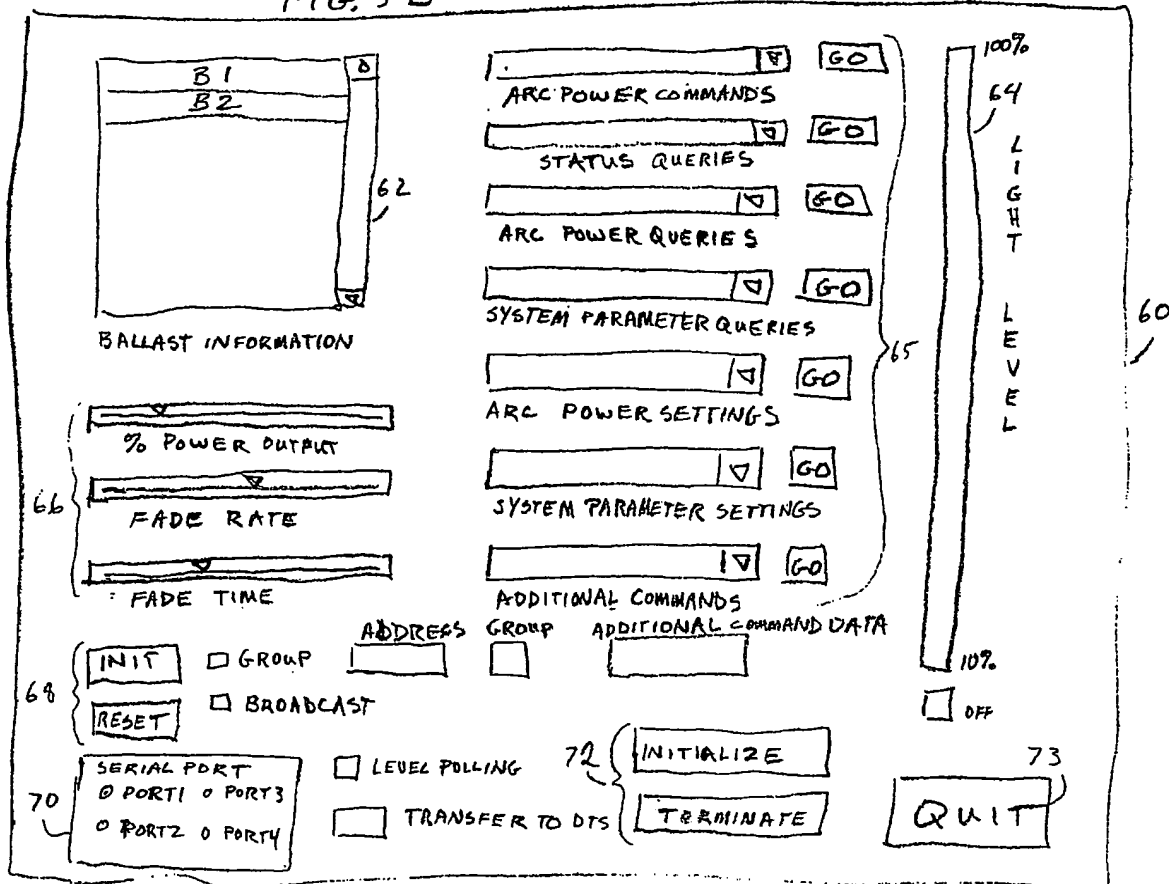 B1
B2
62
BALLAST INFORMATION
GO
ARC POWER COMMANDS
GO
STATUS QUERIES
GO
ARC POWER QUERIES
GO
SYSTEM PARAMETER QUERIES
GO
ARC POWER SETTINGS
GO
SYSTEM PARAMETER SETTINGS
GO
ADDITIONAL COMMANDS
65
100%
64
LIGHT LEVEL
60
10%
OFF
66
% POWER OUTPUT
FADE RATE
FADE TIME
ADDRESS GROUP ADDITIONAL COMMAND DATA
68
INIT GROUP
RESET BROADCAST
70
SERIAL PORT
PORT1 PORT3
PORT2 PORT4
LEVEL POLLING
TRANSFER TO DTS
72
INITIALIZE
TERMINATE
73
QUIT